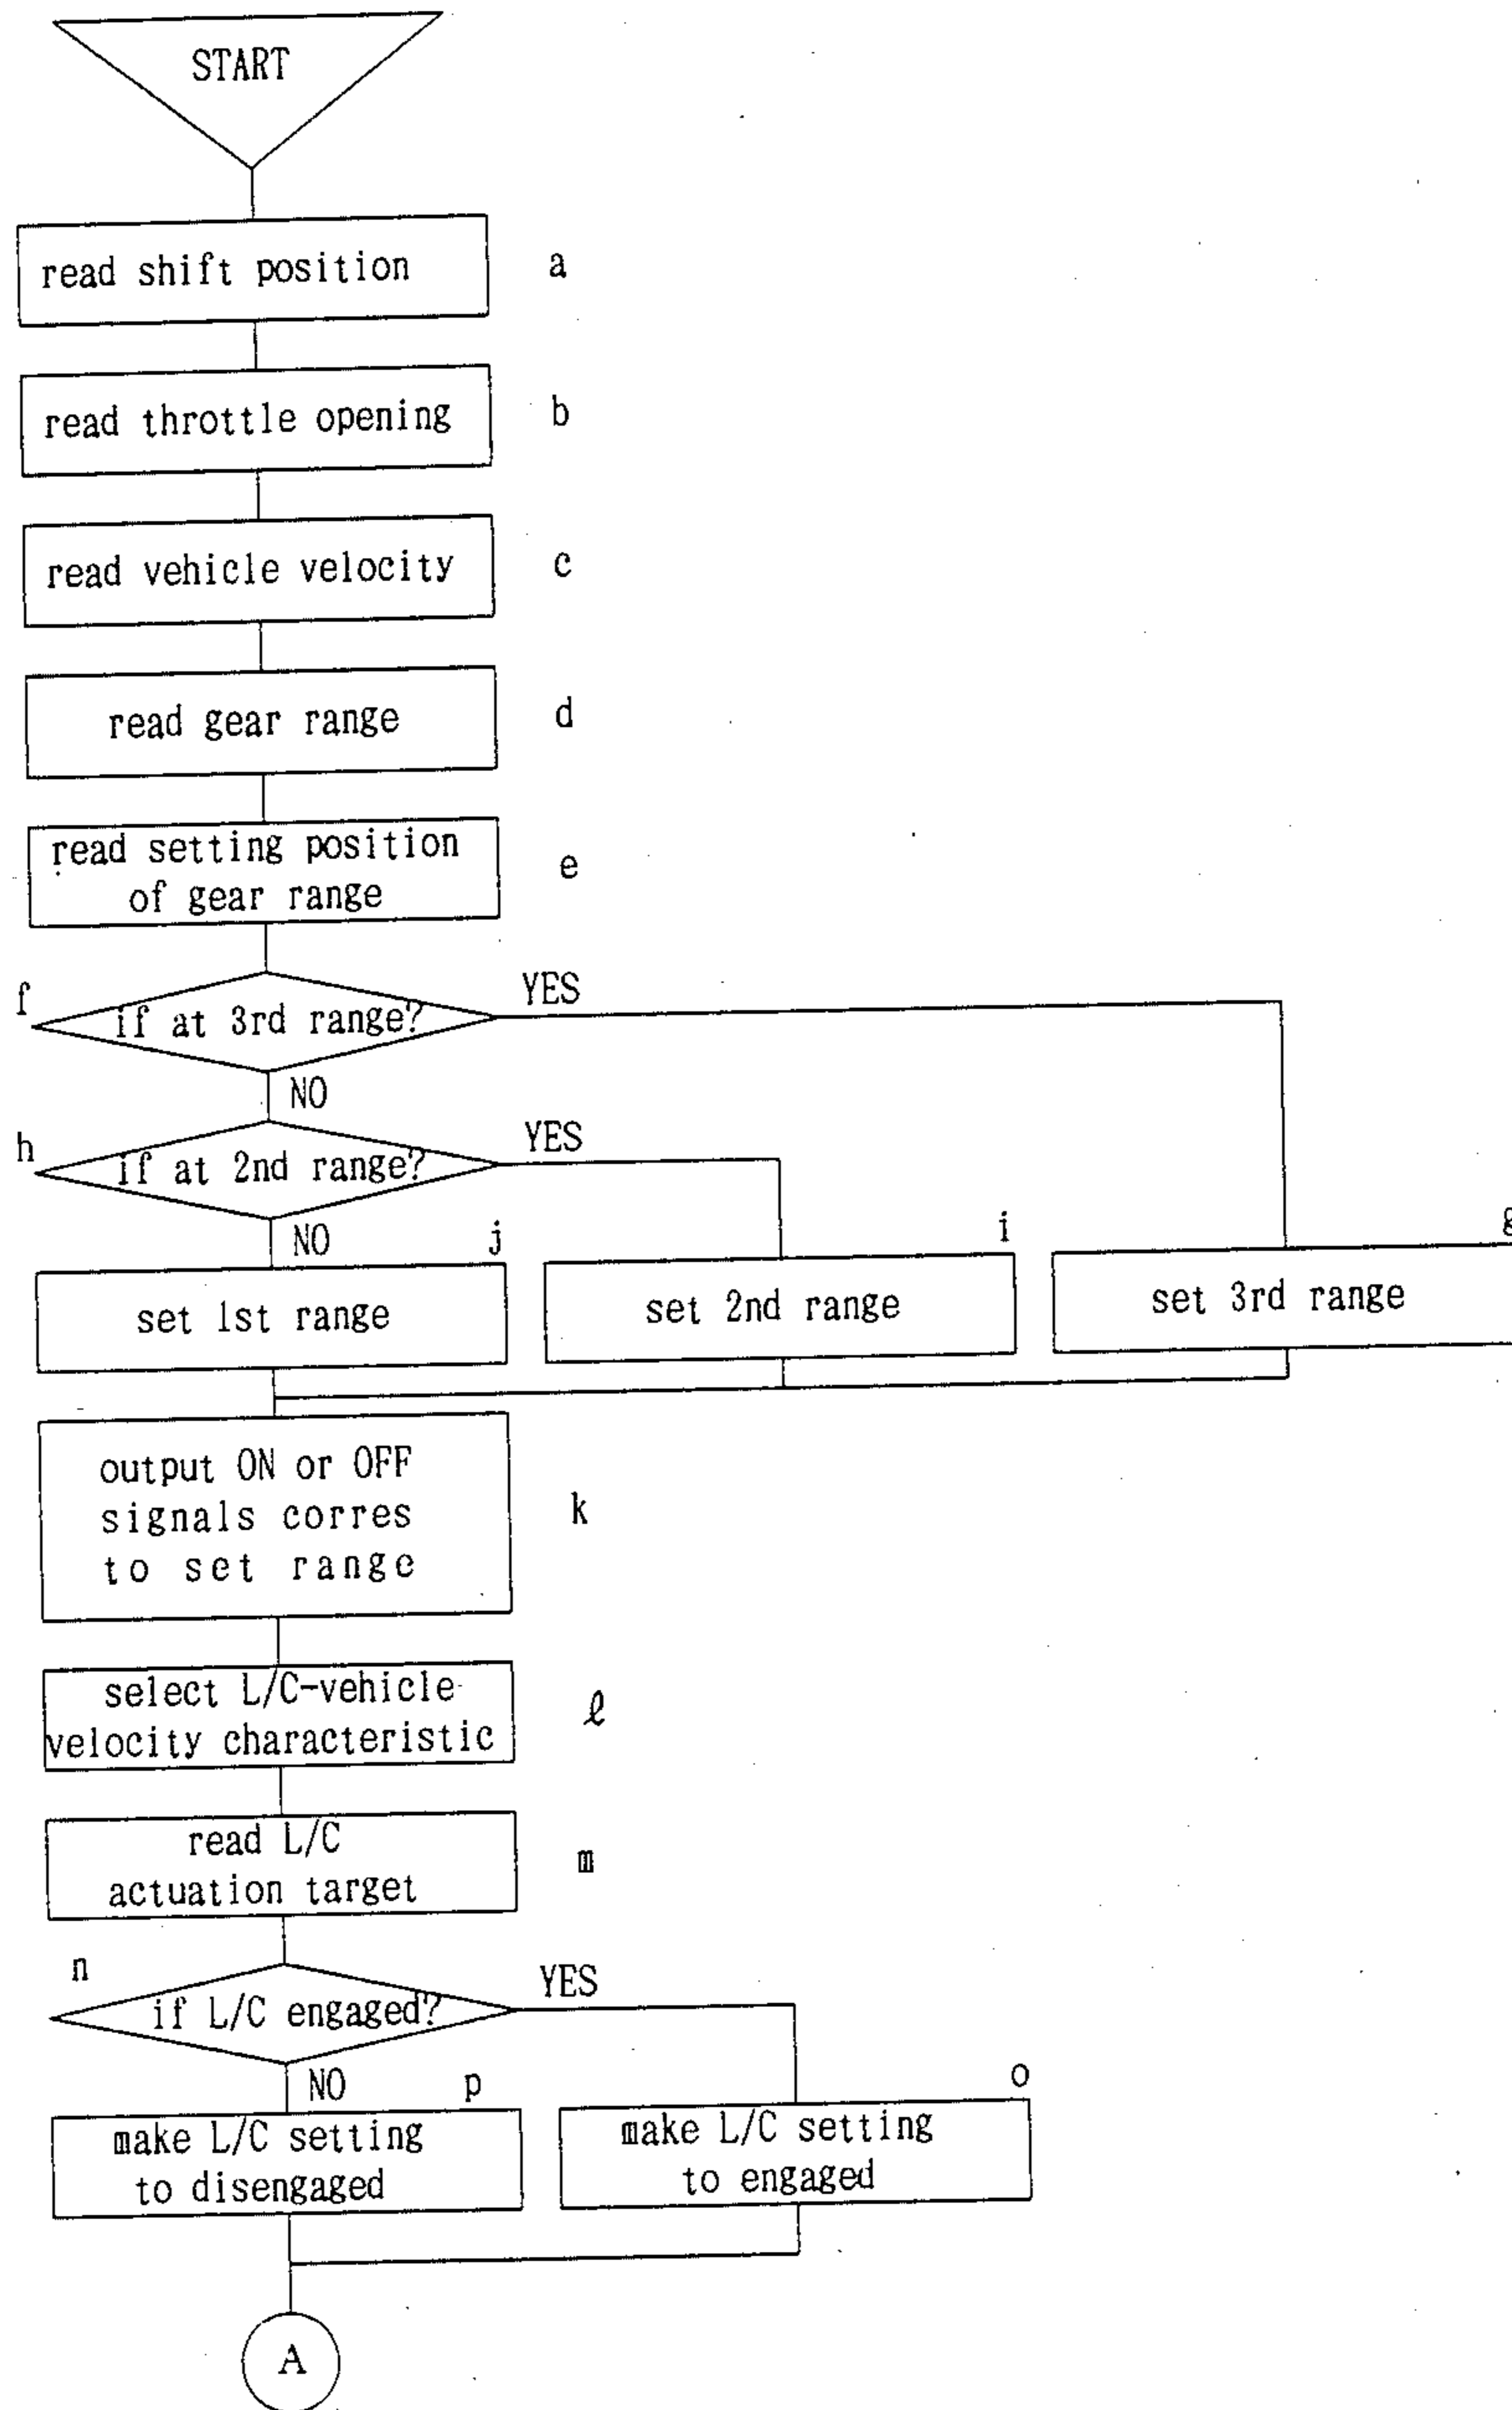 START
read shift position
a
read throttle opening
b
read vehicle velocity
c
read gear range
d
read setting position
of gear range
e
f
if at 3rd range?
YES
NO
h
if at 2nd range?
YES
NO
j
i
g
set 1st range
set 2nd range
set 3rd range
output ON or OFF
signals corres
to set range
k
select L/C-vehicle
velocity characteristic
ℓ
read L/C
actuation target
m
n
if L/C engaged?
YES
NO
p
o
make L/C setting
to disengaged
make L/C setting
to engaged
A